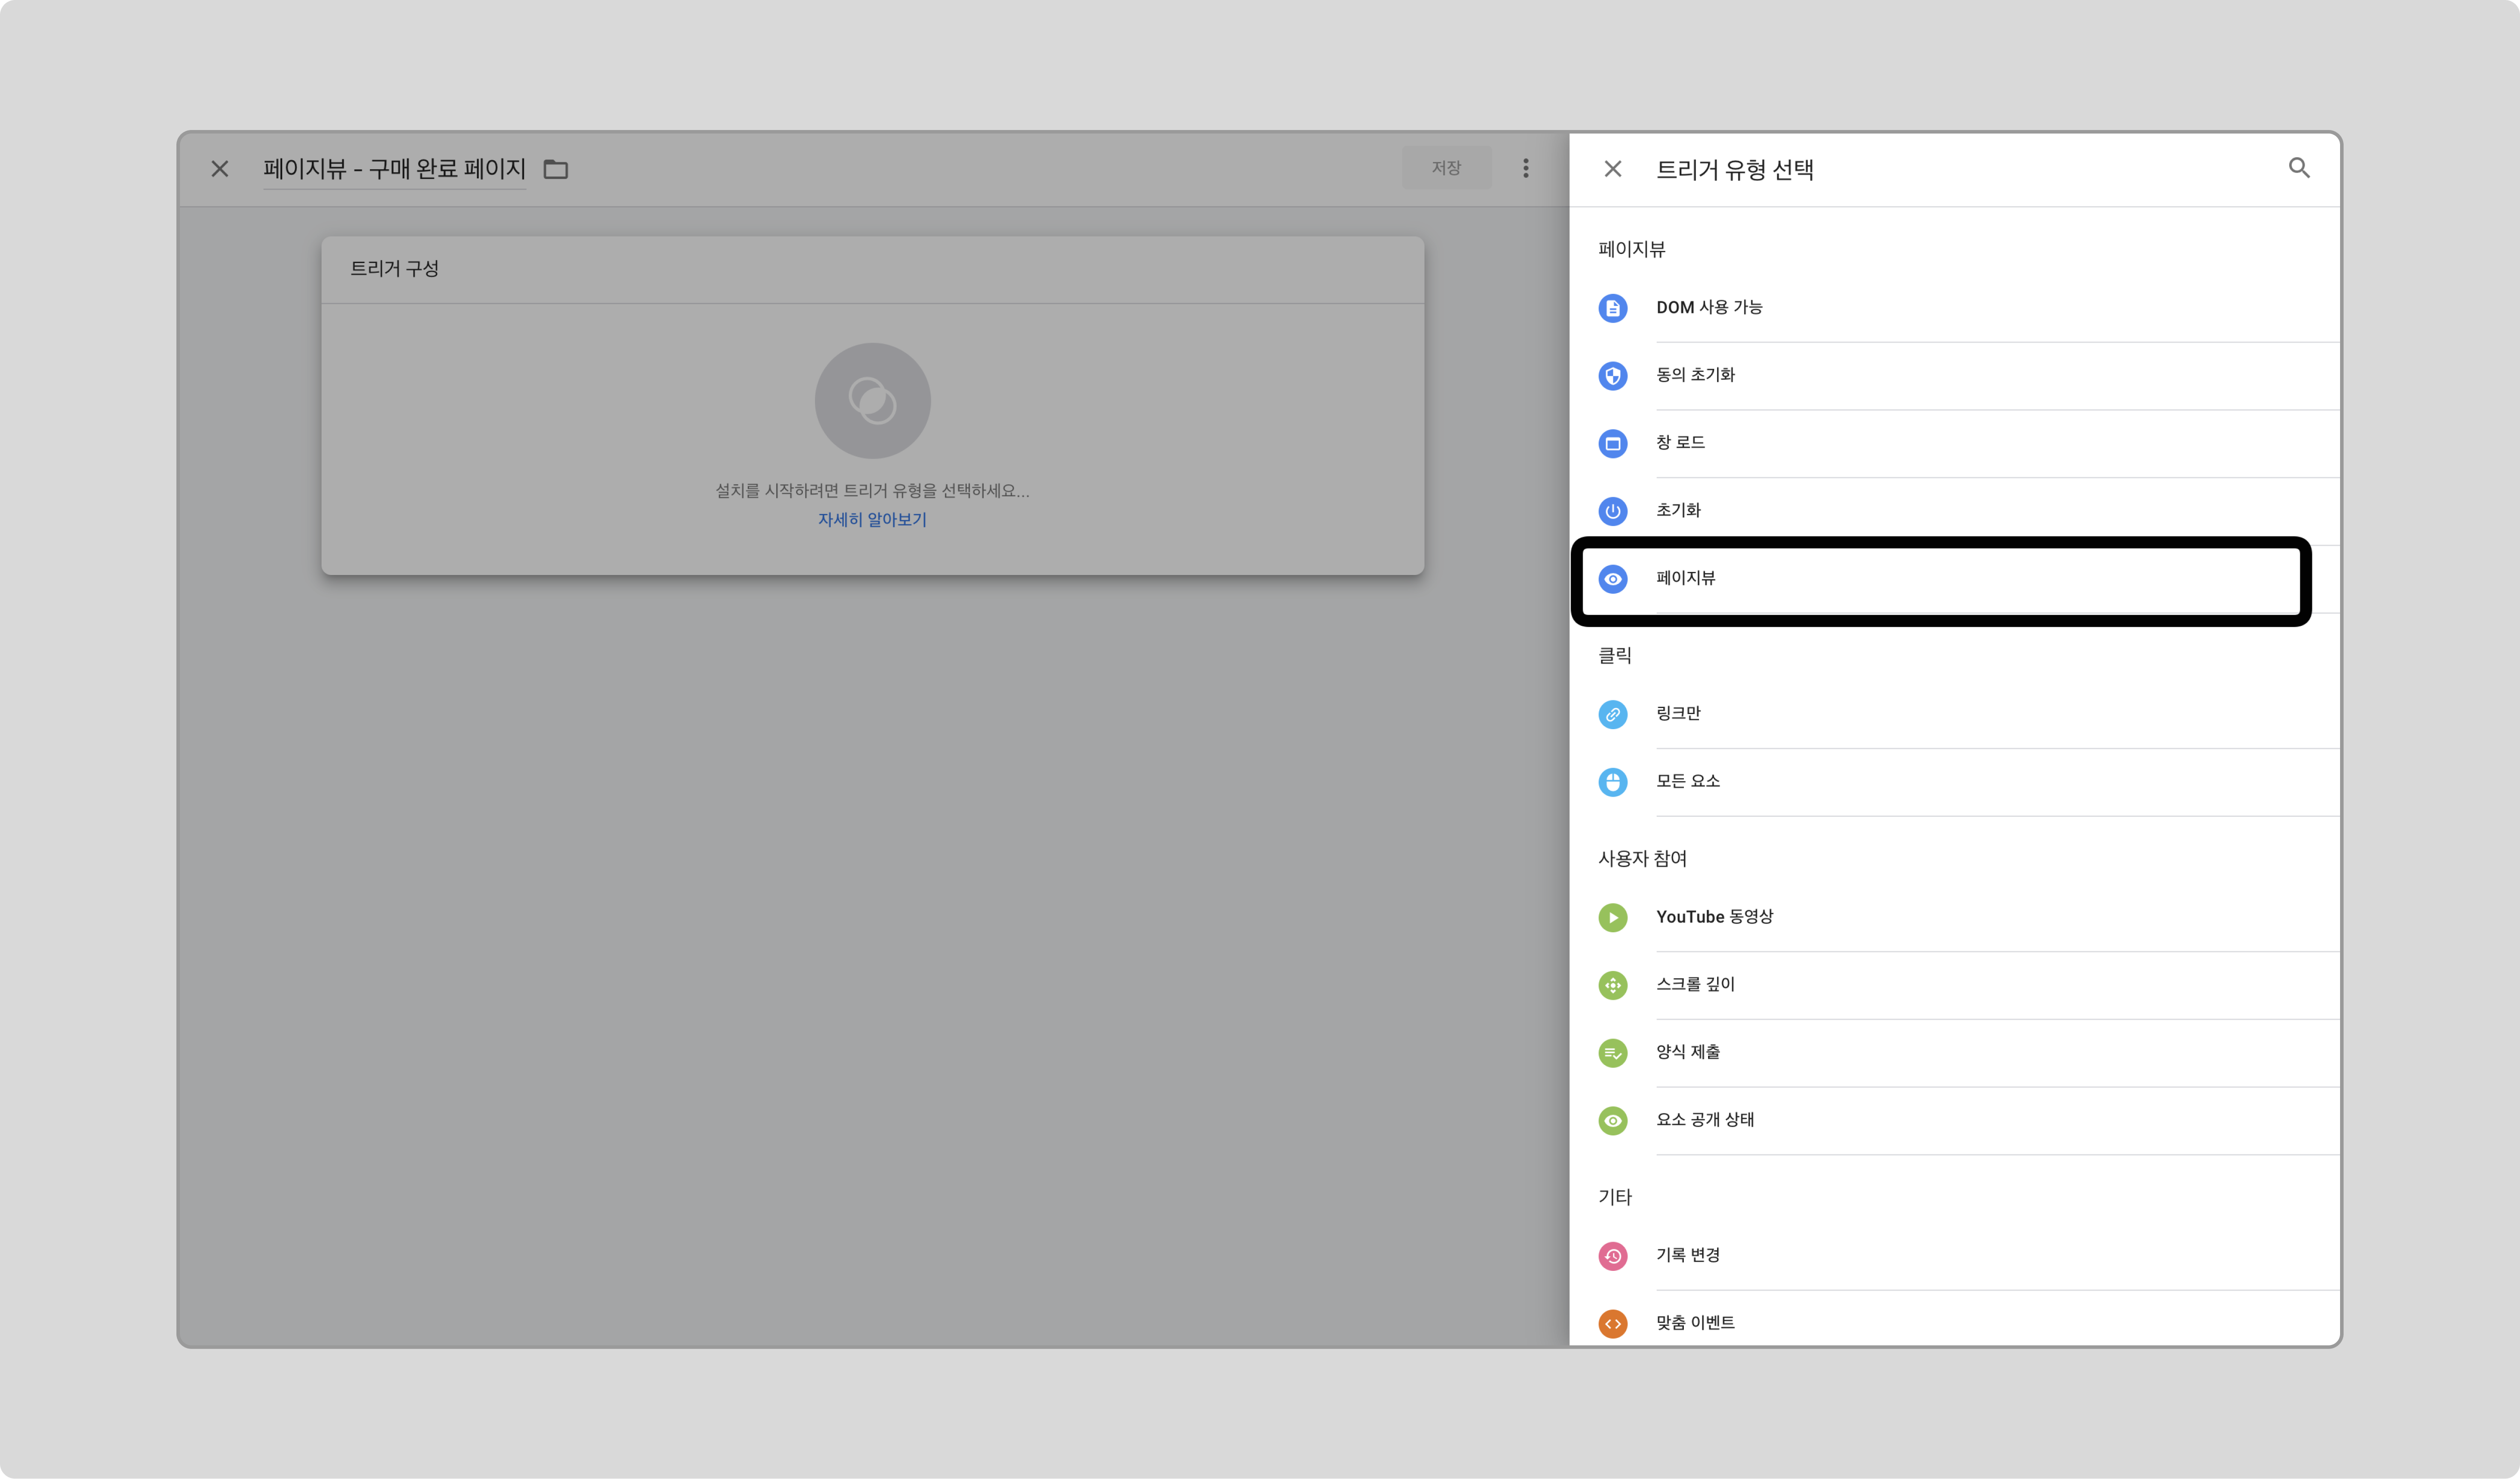 페이지뷰 - 구매 완료 페이지
저장
트리거 구성
설치를 시작하려면 트리거 유형을 선택하세요...
자세히 알아보기
트리거 유형 선택
페이지뷰
DOM 사용 가능
동의 초기화
창 로드
초기화
페이지뷰
클릭
링크만
모든 요소
사용자 참여
YouTube 동영상
스크롤 깊이
양식 제출
요소 공개 상태
기타
기록 변경
맞춤 이벤트